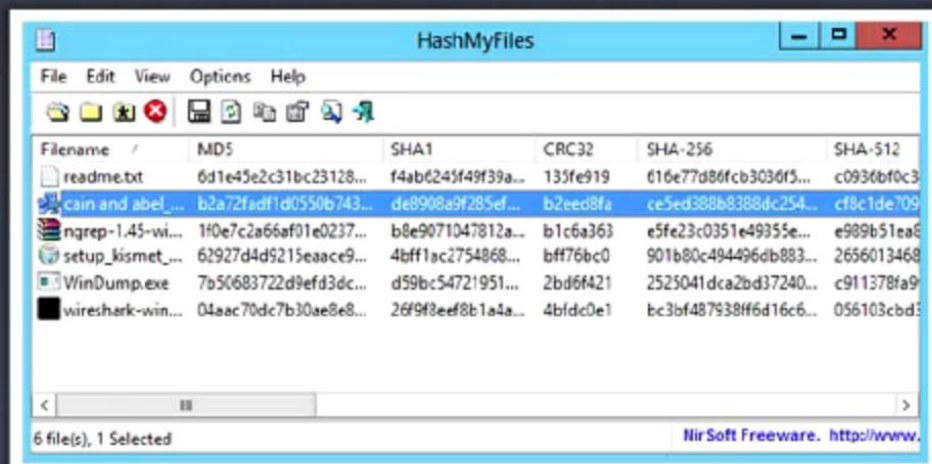 HashMyFiles
File Edit View Options Help
Filename / MD5 SHA1 CRC32 SHA-256 SHA-512
readme.txt 6d1e45e2c31bc23128... f4ab6245f49f39a... 135fe919 616e77d86fcb3036f5... c0936bf0c3
cain and abel_... b2a72fadf1d0550b743... de8908a9f285ef... b2eed8fa ce5ed388b8388dc254... cf8c1de709
ngrep-1.45-wi... 1f0e7c2a66af01e0237... b8e9071047812a... b1c6a363 e5fe23c0351e49355e... e989b51ea8
setup_kismet_... 62927d4d9215eaace9... 4bff1ac2754868... bff76bc0 901b80c494496db883... 2656013468
WinDump.exe 7b50683722d9efd3dc... d59bc54721951... 2bd6f421 2525041dca2bd37240... c911378fa9
wireshark-win... 04aac70dc7b30ae8e8... 26f9f8eef8b1a4a... 4bfdc0e1 bc3bf487938ff6d16c6... 056103cbd3
6 file(s), 1 Selected NirSoft Freeware. http://www.